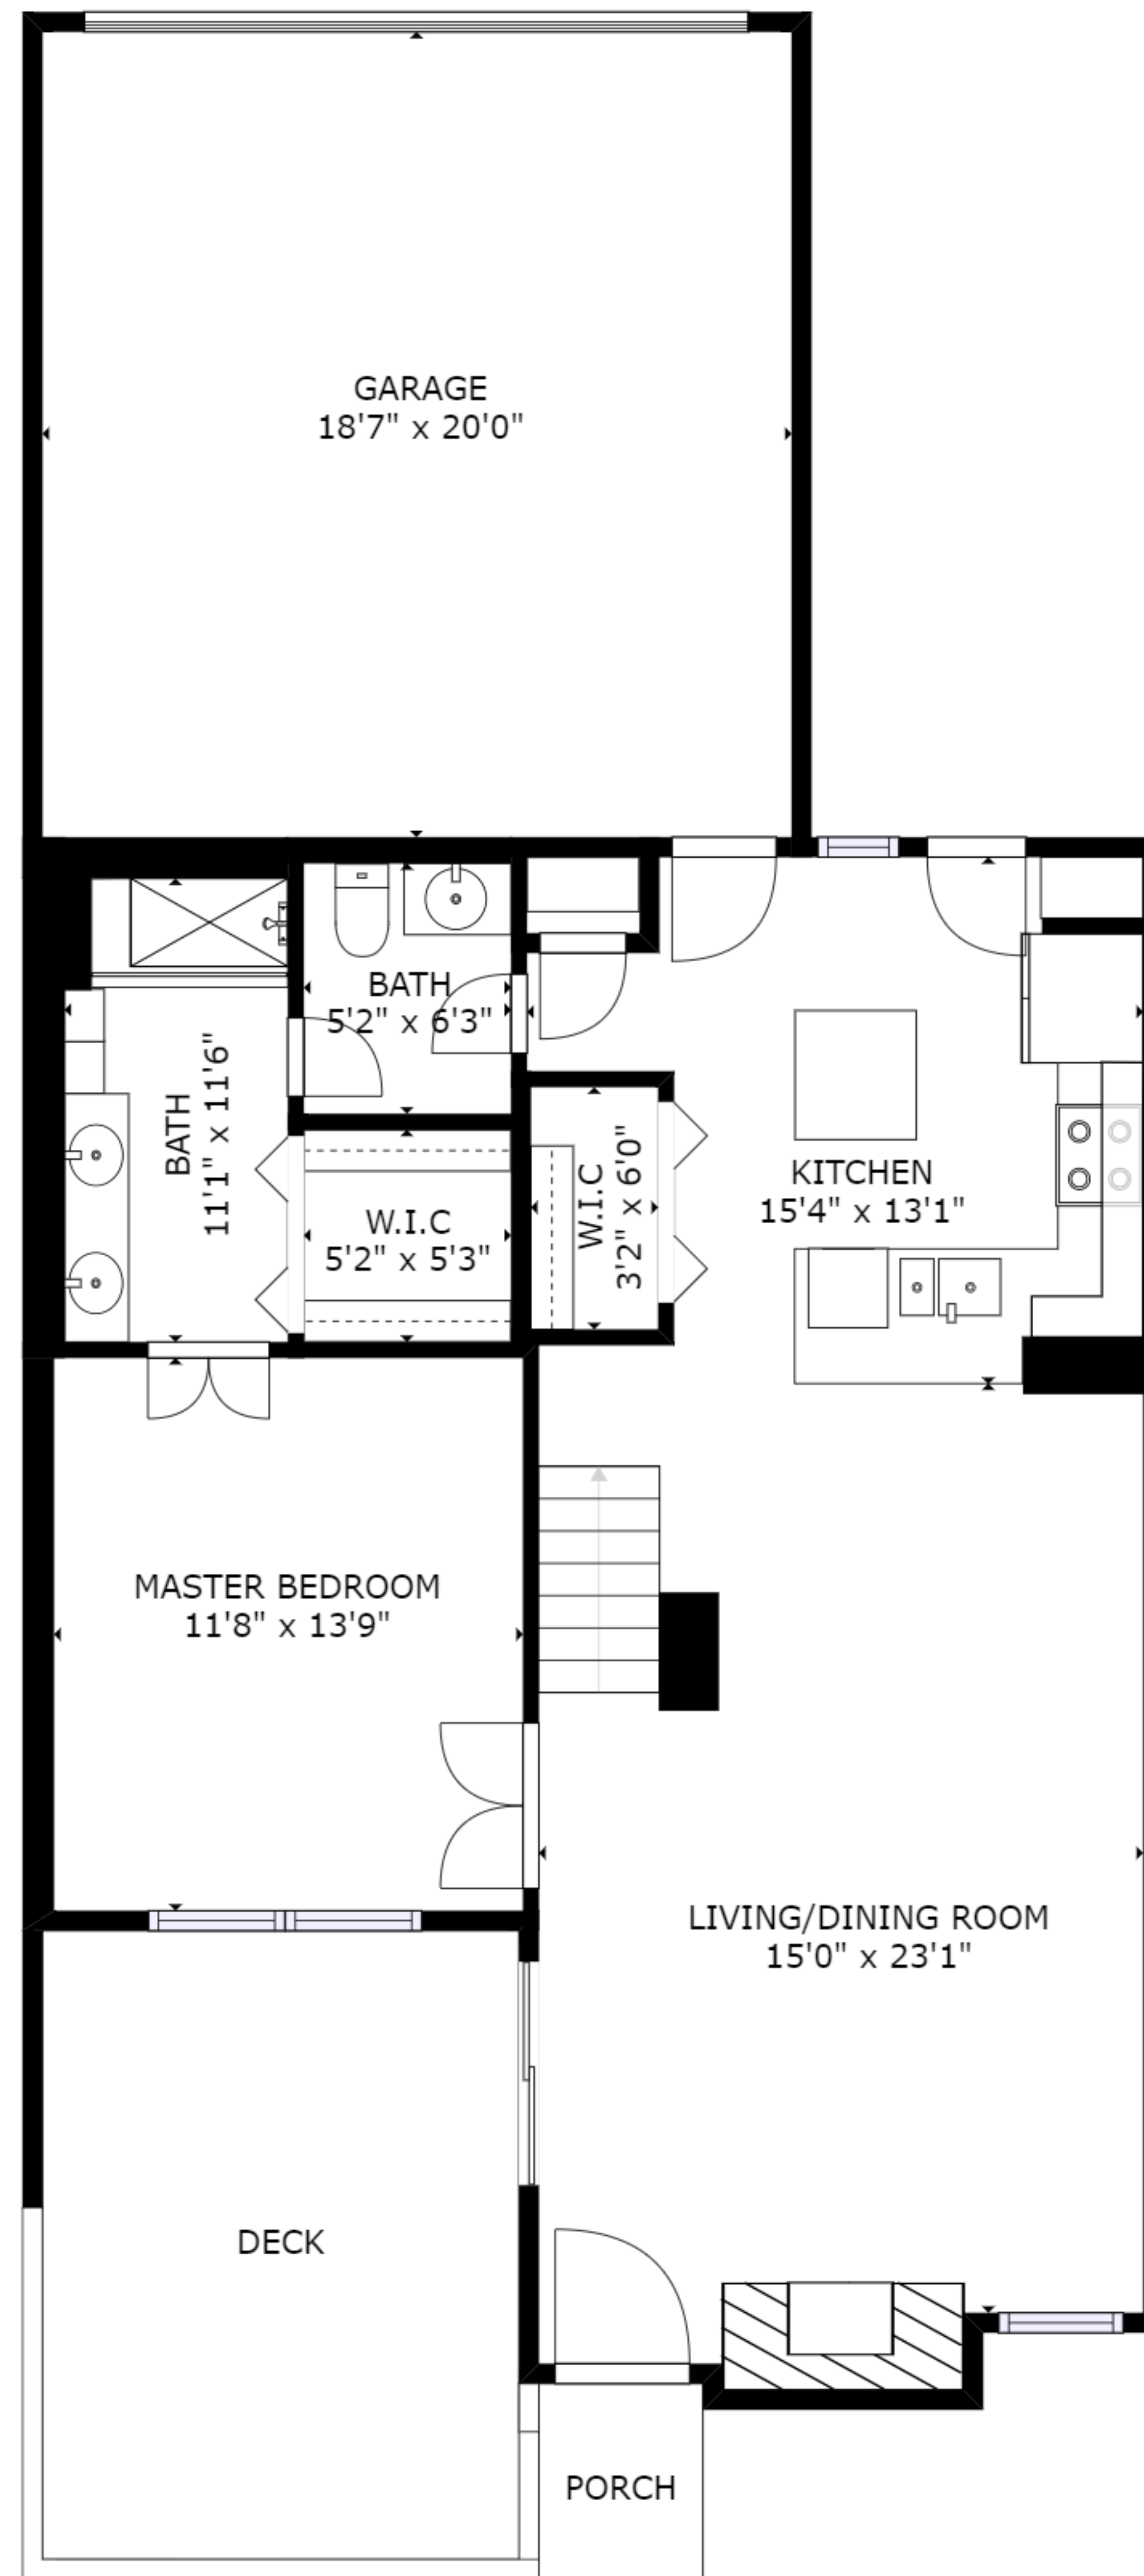 GARAGE
18'7" x 20'0"
BATH
5'2" x 6'3"
BATH
11'1" x 11'6"
W.I.C
5'2" x 5'3"
W.I.C
3'2" x 6'0"
KITCHEN
15'4" x 13'1"
MASTER BEDROOM
11'8" x 13'9"
LIVING/DINING ROOM
15'0" x 23'1"
DECK
PORCH